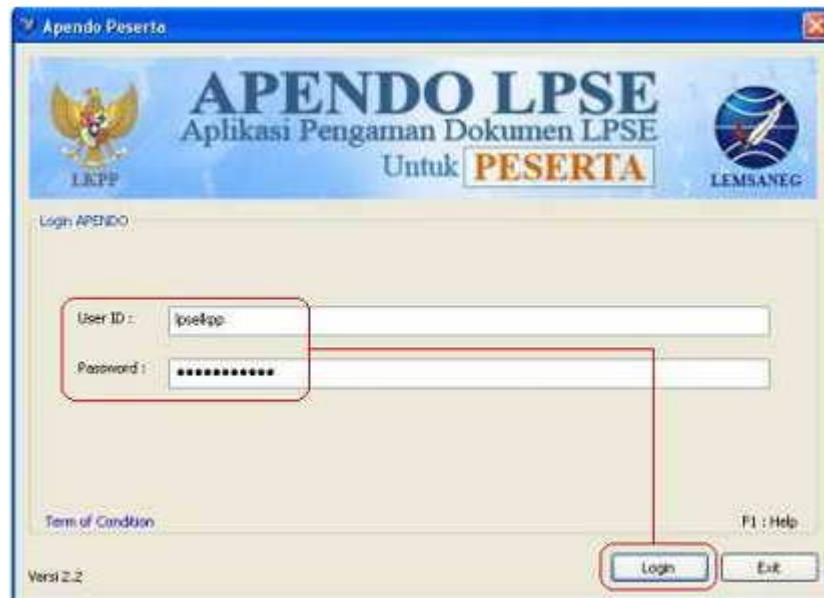 Apendo Peserta
APENDO LPSE
Aplikasi Pengaman Dokumen LPSE
Untuk PESERTA
LKPP
LEMSANEG
Login APENDO
User ID :
lpselkpp
Password :
Term of Condition
F1 : Help
Versi 2.2
Login
Exit